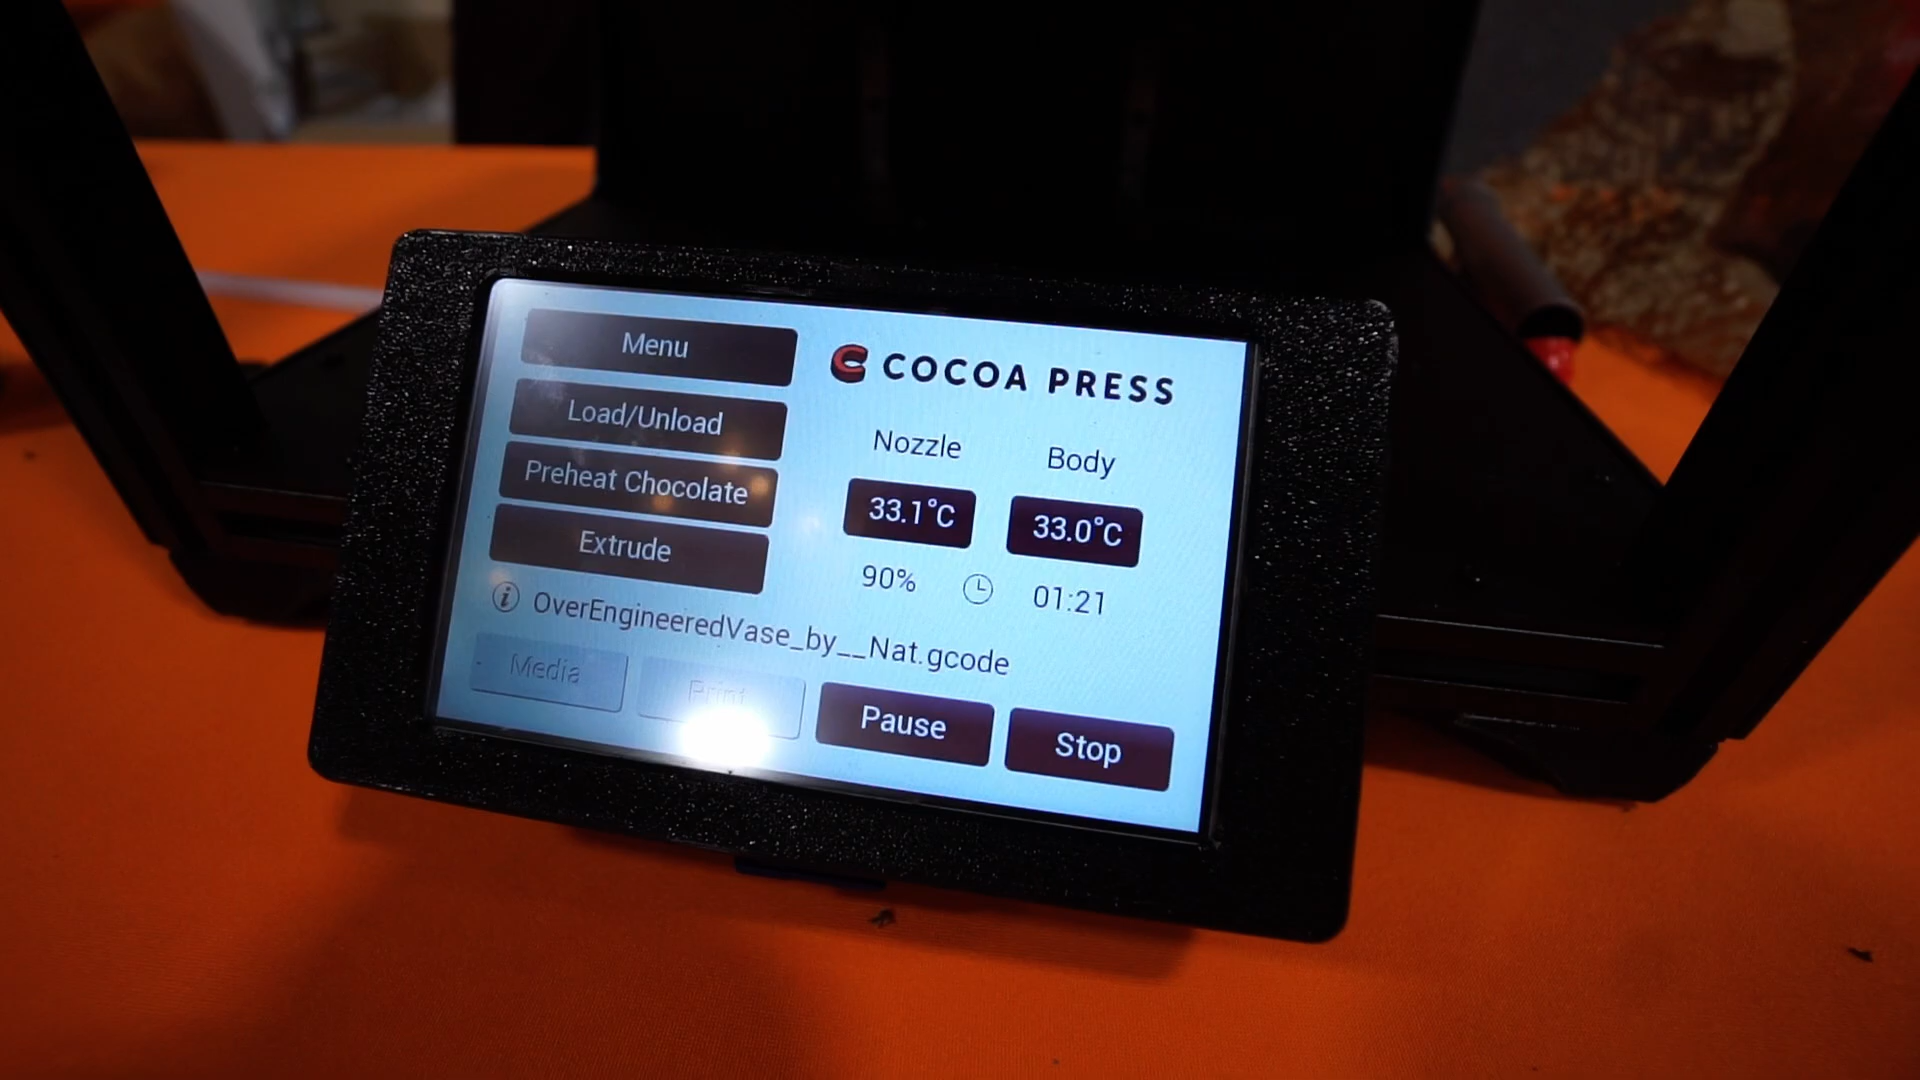 Menu
COCOA PRESS
Load/Unload
Nozzle
Body
Preheat Chocolate
33.1°C
33.0°C
Extrude
90%
01:21
OverEngineeredVase_by__Nat.gcode
Media
Print
Pause
Stop